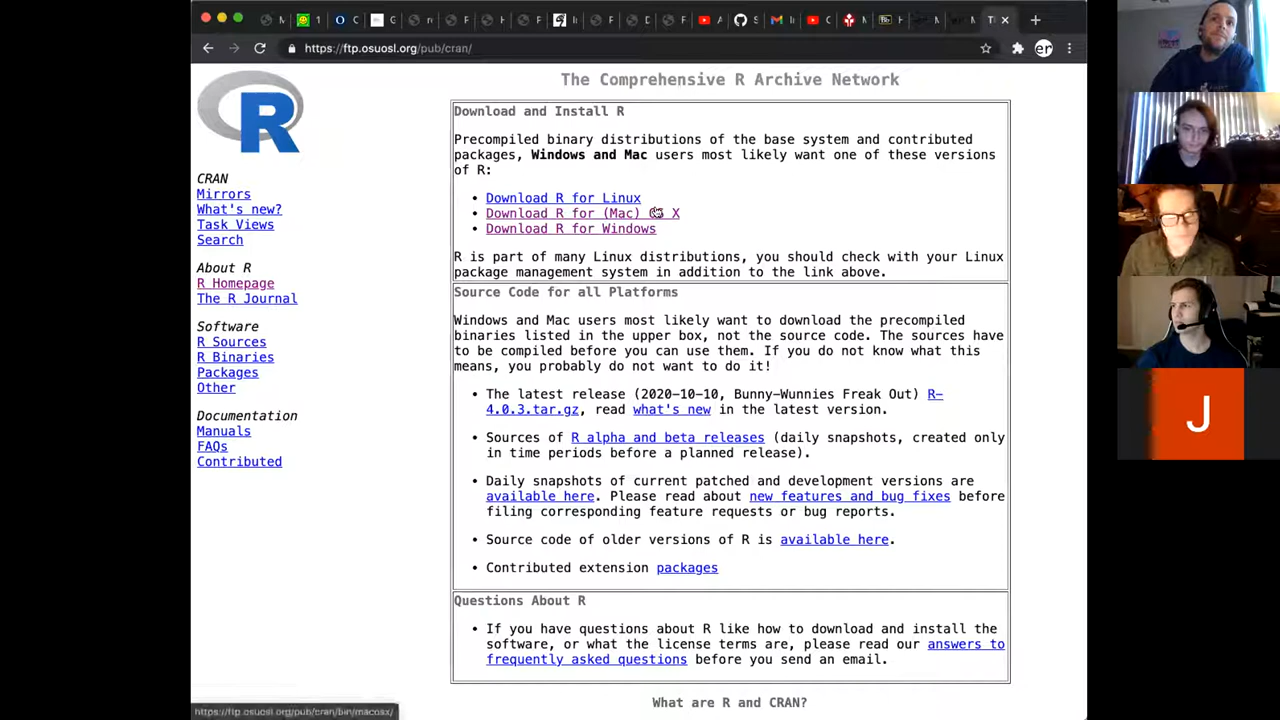 https://ftp.osuosl.org/pub/cran/
er
The Comprehensive R Archive Network
R
CRAN
Mirrors
What's new?
Task Views
Search
About R
R Homepage
The R Journal
Software
R Sources
R Binaries
Packages
Other
Documentation
Manuals
FAQs
Contributed
Download and Install R
Precompiled binary distributions of the base system and contributed
packages, Windows and Mac users most likely want one of these versions
of R:
• Download R for Linux
• Download R for (Mac) X
• Download R for Windows
R is part of many Linux distributions, you should check with your Linux
package management system in addition to the link above.
Source Code for all Platforms
Windows and Mac users most likely want to download the precompiled
binaries listed in the upper box, not the source code. The sources have
to be compiled before you can use them. If you do not know what this
means, you probably do not want to do it!
• The latest release (2020-10-10, Bunny-Wunnies Freak Out) R-
4.0.3.tar.gz, read what's new in the latest version.
• Sources of R alpha and beta releases (daily snapshots, created only
in time periods before a planned release).
• Daily snapshots of current patched and development versions are
available here. Please read about new features and bug fixes before
filing corresponding feature requests or bug reports.
• Source code of older versions of R is available here.
• Contributed extension packages
Questions About R
• If you have questions about R like how to download and install the
software, or what the license terms are, please read our answers to
frequently asked questions before you send an email.
What are R and CRAN?
https://ftp.osuosl.org/pub/cran/bin/macosx/
J